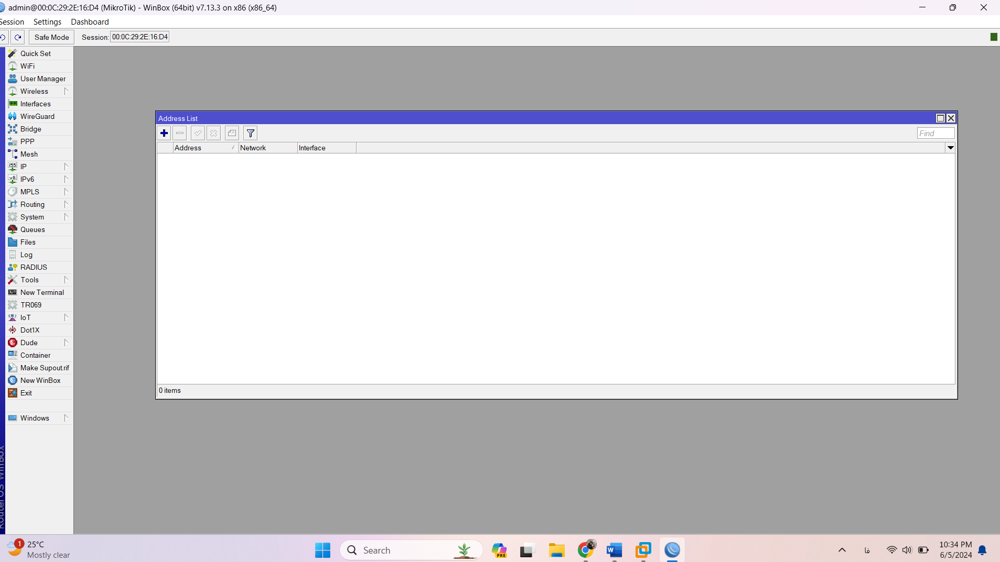 admin@00:0C:29:2E:16:D4 (MikroTik) - WinBox (64bit) v7.13.3 on x86 (x86_64)
Session Settings Dashboard
Safe Mode Session: 00:0C:29:2E:16:D4
Quick Set
WiFi
User Manager
Wireless
Interfaces
WireGuard
Bridge
PPP
Mesh
IP
IPv6
MPLS
Routing
System
Queues
Files
Log
RADIUS
Tools
New Terminal
TR069
IoT
Dot1X
Dude
Container
Make Supout.rif
New WinBox
Exit
Windows
RouterOS WinBox
Address List
Find
Address Network Interface
0 items
1
25°C
Mostly clear
Search
PRE
فا
10:34 PM
6/5/2024